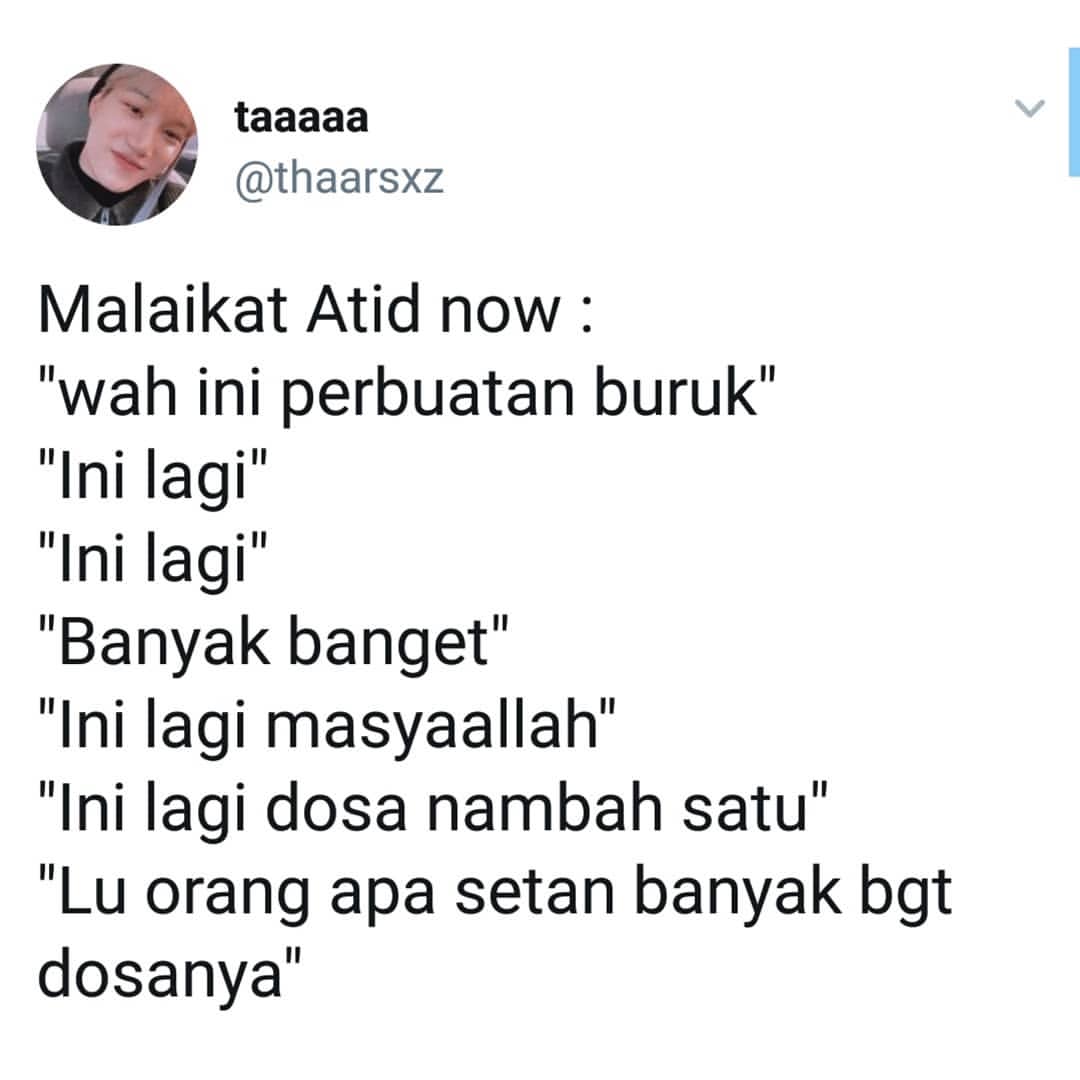 taaaaa
@thaarsxz
Malaikat Atid now :
"wah ini perbuatan buruk"
"Ini lagi"
"Ini lagi"
"Banyak banget"
"Ini lagi masyaallah"
"Ini lagi dosa nambah satu"
"Lu orang apa setan banyak bgt
dosanya"